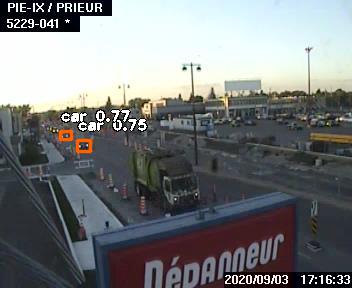 PIE-IX / PRIEUR
5229-041 *
car 0.77
car 0.75
Dépanneur
2020/09/03 17:16:33